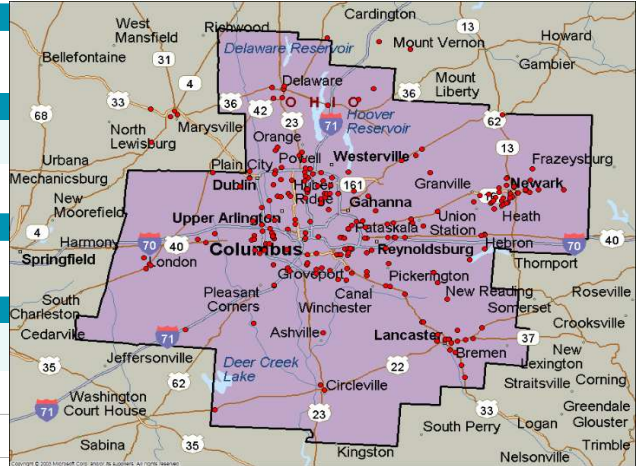 Cardington
West
Mansfield
Richwood
13
Howard
Delaware Reservoir
Mount Vernon
Bellefontaine
31
71
Gambier
4
Delaware
Mount
Liberty
68
33
36
42
OHIO
36
23
71
Hoover
Reservoir
62
North
Lewisburg
Marysville
Orange
13
Urbana
Plain City
Powell
Westerville
Frazeysburg
Mechanicsburg
Dublin
Huber
Ridge
161
Granville
Newark
New
Moorefield
Gahanna
Upper Arlington
Union
Station
Heath
4
Harmony
70
40
Columbus
Pataskala
Reynoldsburg
Hebron
70
40
Springfield
London
Groveport
Pickerington
Thornport
South
Charleston
Pleasant
Corners
Canal
Winchester
New Reading
Somerset
Roseville
Cedarville
71
Ashville
Lancaster
37
Crooksville
35
Jeffersonville
Bremen
New
Lexington
62
Deer Creek
Lake
22
Straitsville
Corning
Washington
Court House
Circleville
33
Greendale
71
23
South Perry
Logan
Glouster
Sabina
35
Kingston
Nelsonville
Trimble